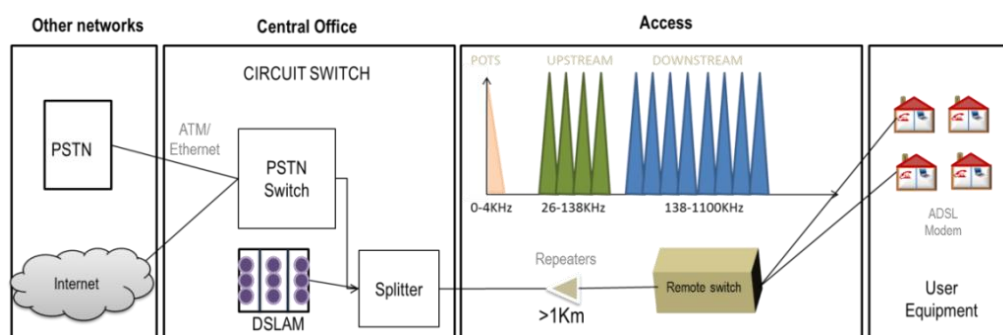 Other networks
Central Office
Access
CIRCUIT SWITCH
POTS
UPSTREAM
DOWNSTREAM
PSTN
ATM/
Ethernet
PSTN
Switch
0-4KHz
26-138KHz
138-1100KHz
ADSL
Modem
Internet
DSLAM
Splitter
Repeaters
>1Km
Remote switch
User
Equipment